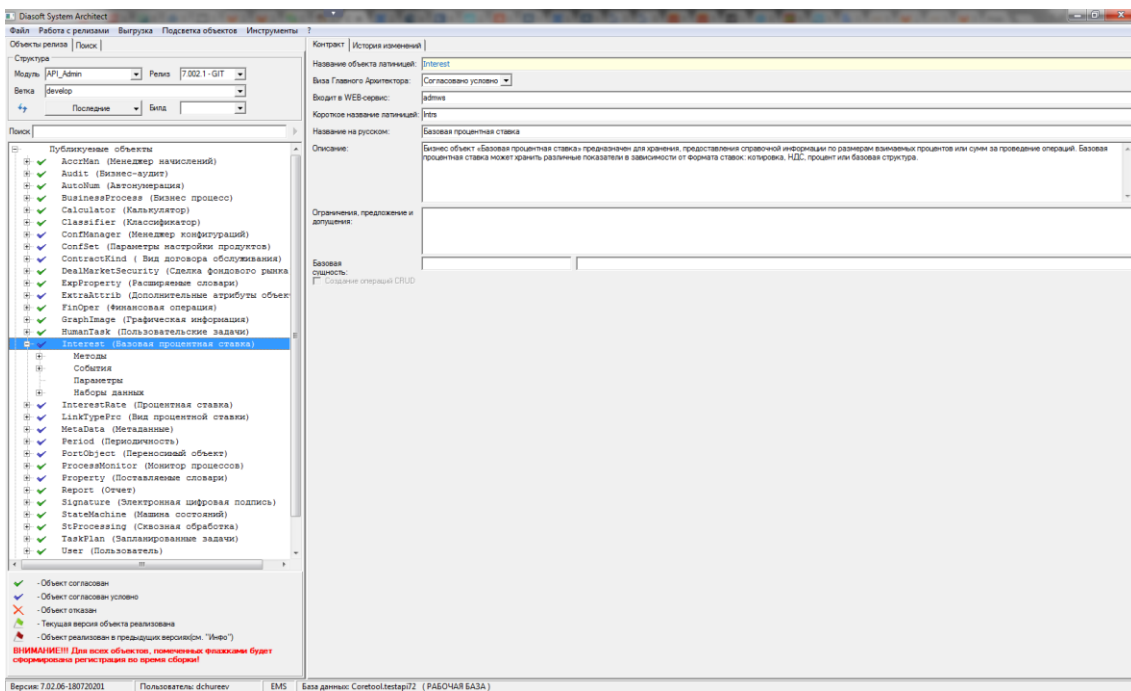 Diasoft System Architect
Файл Работа с релизами Выгрузка Подсветка объектов Инструменты ?
Объекты релиза Поиск
Структура
Модуль API_Admin Релиз 7.002.1 - GIT
Ветка develop
Последние Билд
Поиск
Публикуемые объекты
AccrMan (Менеджер начислений)
Audit (Бизнес-аудит)
AutoNum (Автонумерация)
BusinessProcess (Бизнес процесс)
Calculator (Калькулятор)
Classifier (Классификатор)
ConfManager (Менеджер конфигураций)
ConfSet (Параметры настройки продуктов)
ContractKind ( Вид договора обслуживания)
DealMarketSecurity (Сделка фондового рынка
ExpProperty (Расширяемые словари)
ExtraAttrib (Дополнительные атрибуты объек
FinOper (Финансовая операция)
GraphImage (Графическая информация)
HumanTask (Пользовательские задачи)
Interest (Базовая процентная ставка)
Методы
События
Параметры
Наборы данных
InterestRate (Процентная ставка)
LinkTypePrc (Вид процентной ставки)
MetaData (Метаданные)
Period (Периодичность)
PortObject (Переносимый объект)
ProcessMonitor (Монитор процессов)
Property (Поставляемые словари)
Report (Отчет)
Signature (Электронная цифровая подпись)
StateMachine (Машина состояний)
StProcessing (Сквозная обработка)
TaskPlan (Запланированные задачи)
User (Пользователь)
- Объект согласован
- Объект согласован условно
- Объект отказан
- Текущая версия объекта реализована
- Объект реализован в предыдущих версиях(см. "Инфо")
ВНИМАНИЕ!!! Для всех объектов, помеченных флажками будет
сформирована регистрация во время сборки!
Контракт История изменений
Название объекта латиницей: Interest
Виза Главного Архитектора: Согласовано условно
Входит в WEB-сервис: admws
Короткое название латиницей: Intrs
Название на русском: Базовая процентная ставка
Описание: Бизнес объект «Базовая процентная ставка» предназначен для хранения, предоставления справочной информации по размерам взимаемых процентов или сумм за проведение операций. Базовая
процентная ставка может хранить различные показатели в зависимости от Формата ставок: котировка, НДС, процент или базовая структура.
Ограничения, предложение и
допущения:
Базовая
сущность:
Создание операций CRUD
Версия: 7.02.06-180720201 Пользователь: dchureev EMS База данных: Coretool.testapi72 ( РАБОЧАЯ БАЗА )